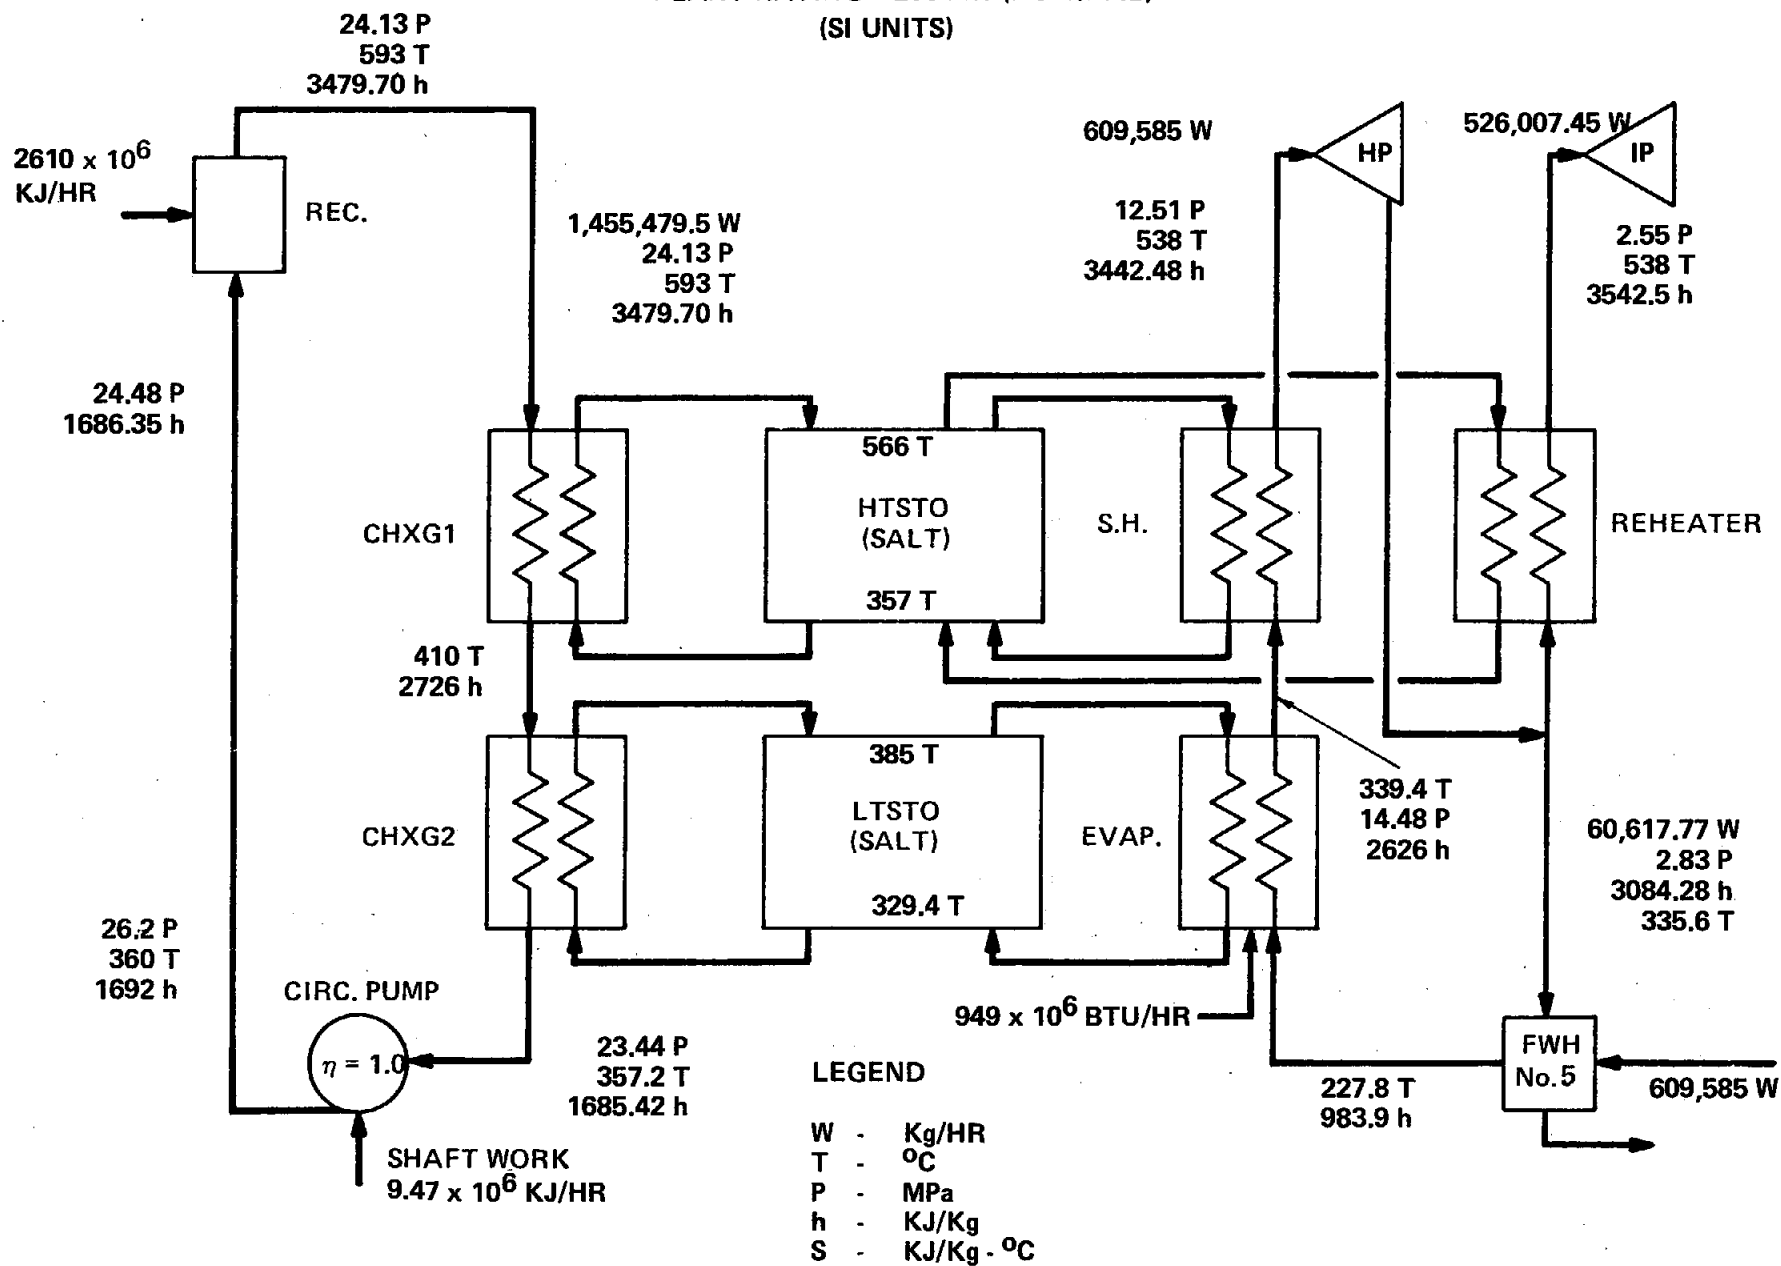 (SI UNITS)
24.13 P
593 T
3479.70 h
2610 x 10⁶
KJ/HR
REC.
1,455,479.5 W
24.13 P
593 T
3479.70 h
609,585 W
HP
526,007.45 W
IP
12.51 P
538 T
3442.48 h
2.55 P
538 T
3542.5 h
24.48 P
1686.35 h
CHXG1
566 T
HTSTO
(SALT)
357 T
S.H.
REHEATER
410 T
2726 h
CHXG2
385 T
LTSTO
(SALT)
329.4 T
EVAP.
339.4 T
14.48 P
2626 h
60,617.77 W
2.83 P
3084.28 h
335.6 T
26.2 P
360 T
1692 h
CIRC. PUMP
η = 1.0
23.44 P
357.2 T
1685.42 h
SHAFT WORK
9.47 x 10⁶ KJ/HR
949 x 10⁶ BTU/HR
227.8 T
983.9 h
FWH
No. 5
609,585 W
LEGEND
W - Kg/HR
T - ºC
P - MPa
h - KJ/Kg
S - KJ/Kg - ºC